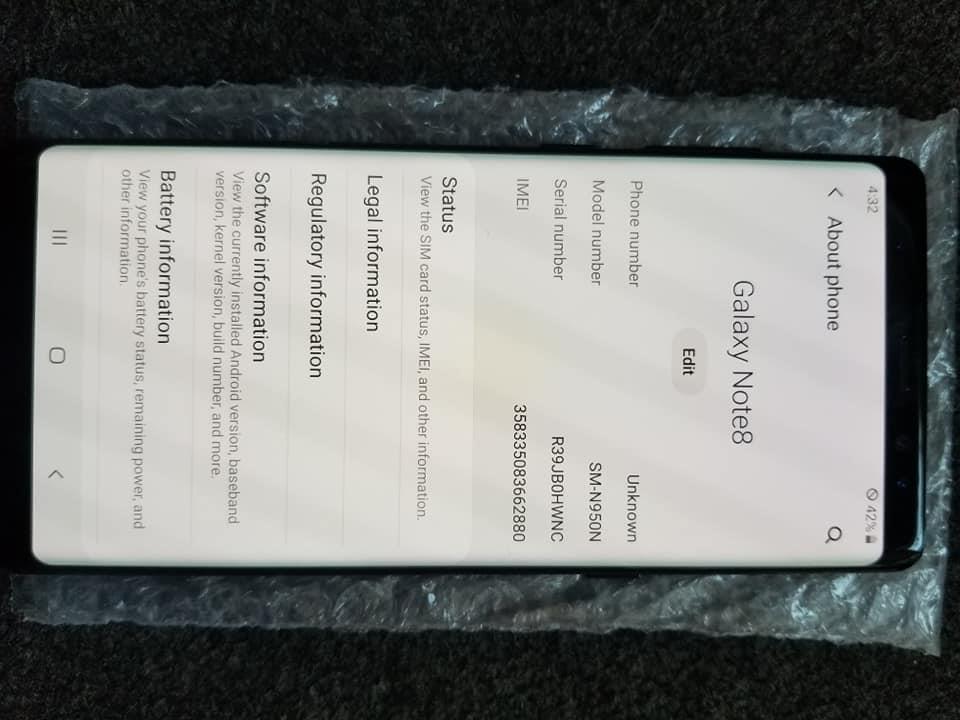 4:32 42%
About phone
Galaxy Note8
Edit
Phone number Unknown
Model number SM-N950N
Serial number R39JB0HWNC
IMEI 358335083662880
Status
View the SIM card status, IMEI, and other information.
Legal information
Regulatory information
Software information
View the currently installed Android version, baseband
version, kernel version, build number, and more.
Battery information
View your phone's battery status, remaining power, and
other information.